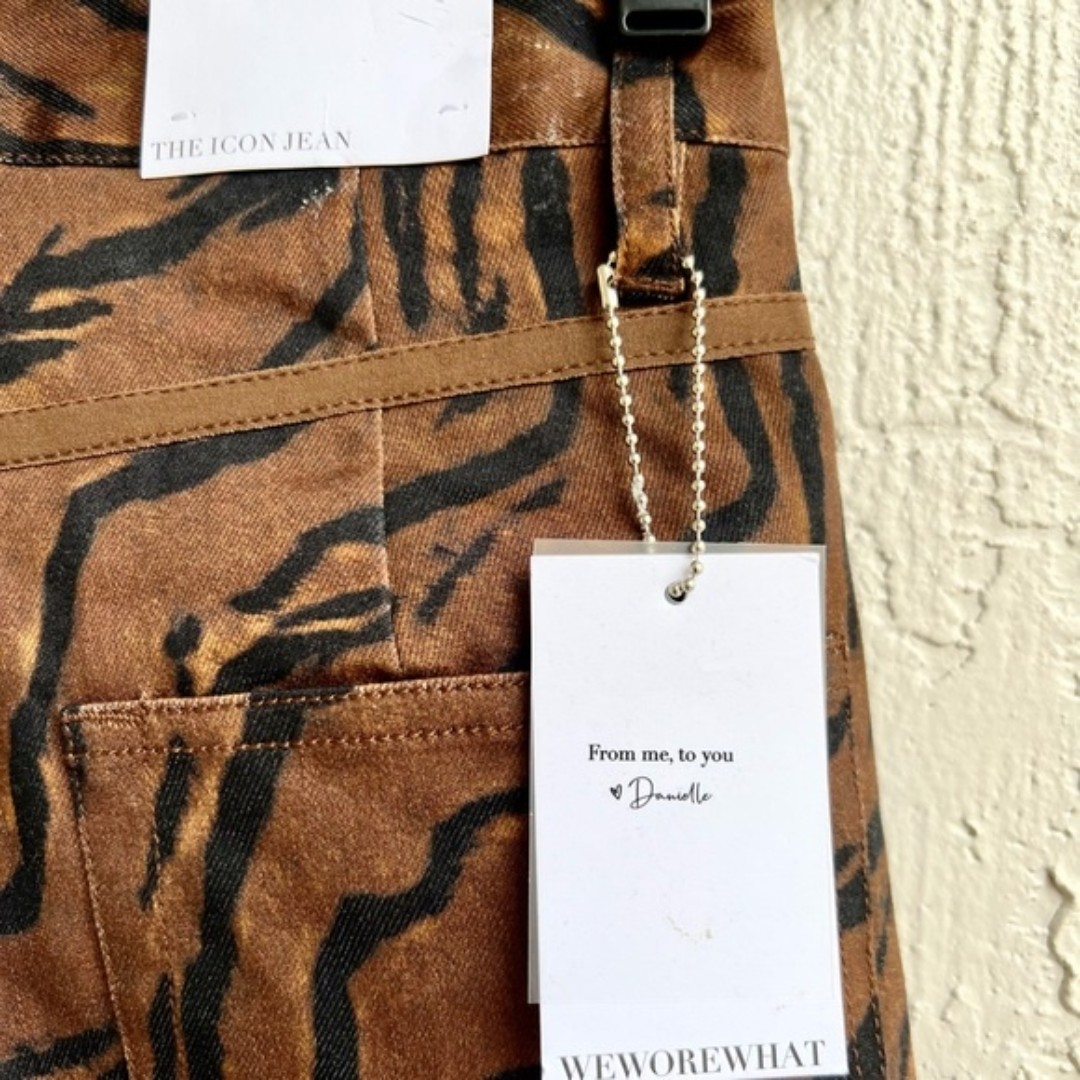 THE ICON JEAN
From me, to you
Danielle
WEWOREWHAT